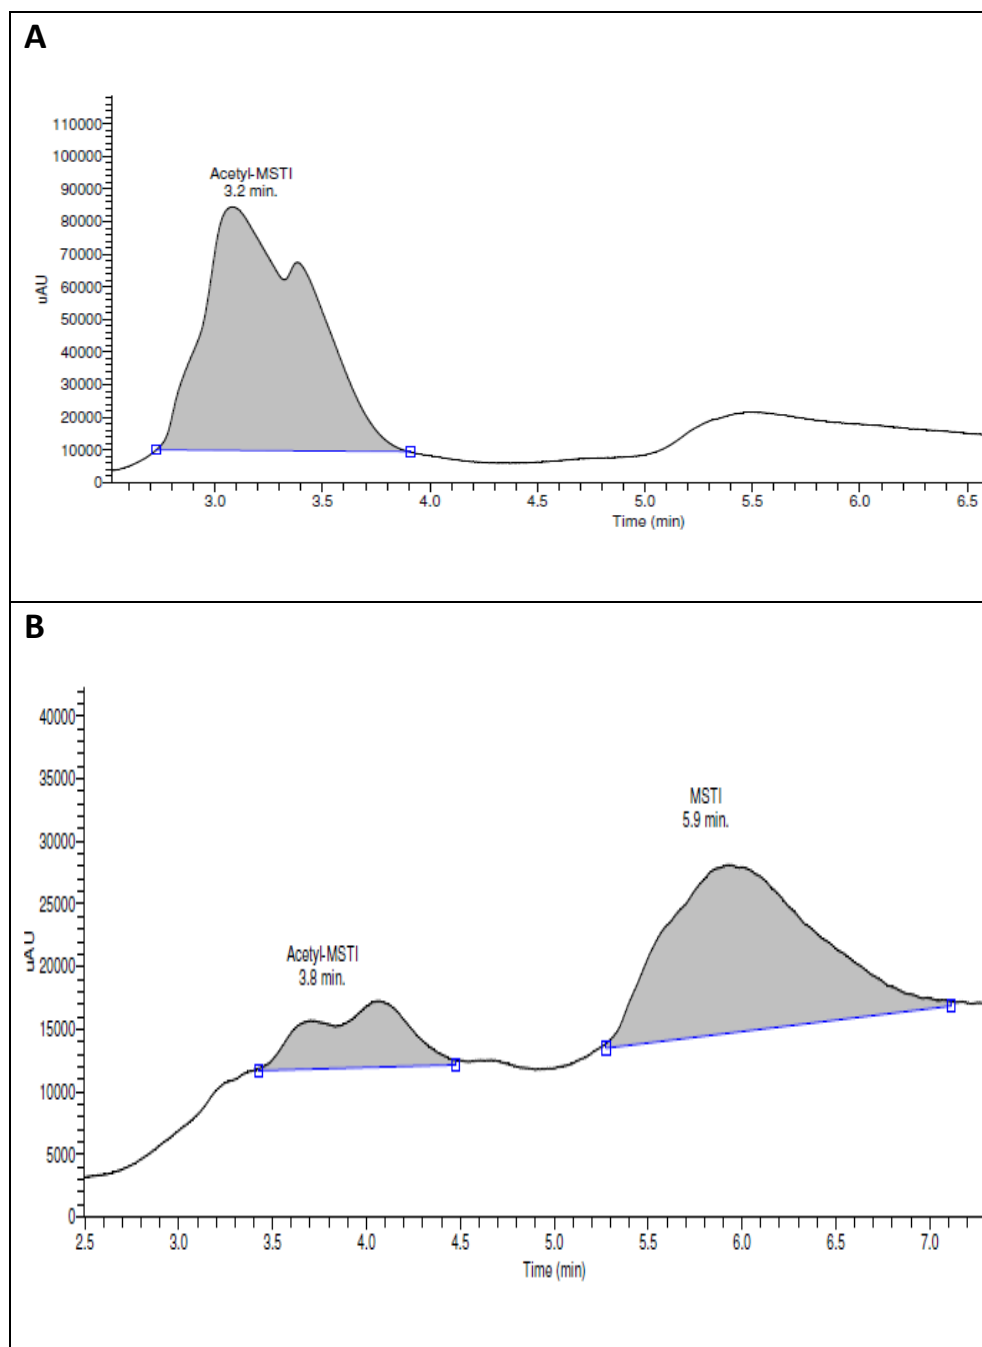 A
Acetyl-MSTI
3.2 min.
110000
100000
90000
80000
70000
60000
50000
40000
30000
20000
10000
0
uAU
3.0 3.5 4.0 4.5 5.0 5.5 6.0 6.5
Time (min)
B
MSTI
5.9 min.
Acetyl-MSTI
3.8 min.
40000
35000
30000
25000
20000
15000
10000
5000
0
uAU
2.5 3.0 3.5 4.0 4.5 5.0 5.5 6.0 6.5 7.0
Time (min)